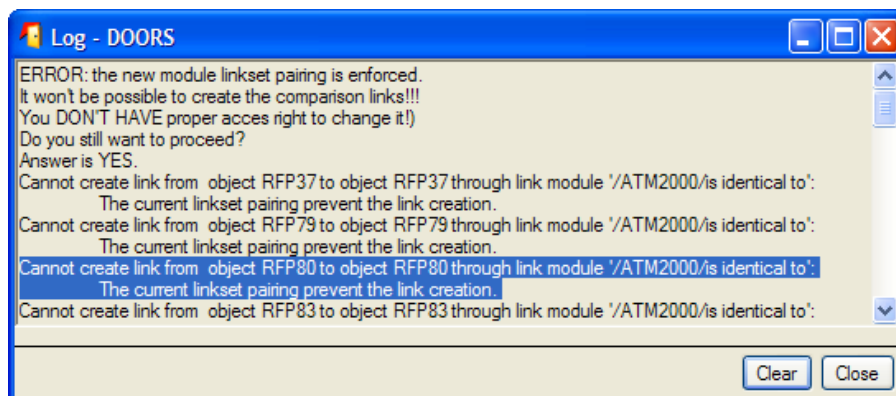 Log - DOORS
ERROR: the new module linkset pairing is enforced.
It won't be possible to create the comparison links!!!
You DON'T HAVE proper acces right to change it!)
Do you still want to proceed?
Answer is YES.
Cannot create link from  object RFP37 to object RFP37 through link module '/ATM2000/is identical to':
The current linkset pairing prevent the link creation.
Cannot create link from  object RFP79 to object RFP79 through link module '/ATM2000/is identical to':
The current linkset pairing prevent the link creation.
Cannot create link from  object RFP80 to object RFP80 through link module '/ATM2000/is identical to':
The current linkset pairing prevent the link creation.
Cannot create link from  object RFP83 to object RFP83 through link module '/ATM2000/is identical to':
Clear Close